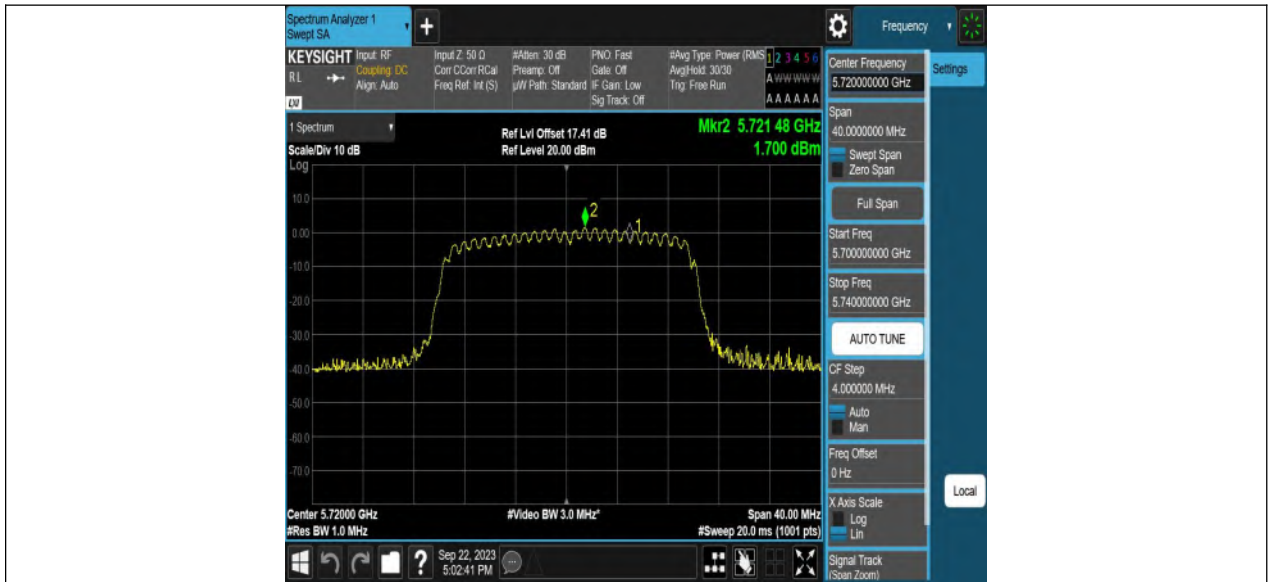 Spectrum Analyzer 1
Swept SA
+
Frequency
KEYSIGHT
RL
LXI
Input: RF
Coupling: DC
Align: Auto
Input Z: 50 Ω
Corr CCorr RCal
Freq Ref: Int (S)
#Atten: 30 dB
Preamp: Off
µW Path: Standard
PNO: Fast
Gate: Off
IF Gain: Low
Sig Track: Off
#Avg Type: Power (RMS
Avg|Hold: 30/30
Trig: Free Run
1 2 3 4 5 6
A W W W W W
A A A A A A
1 Spectrum
Scale/Div 10 dB
Log
Ref Lvl Offset 17.41 dB
Ref Level 20.00 dBm
Mkr2 5.721 48 GHz
1.700 dBm
10.0
0.00
-10.0
-20.0
-30.0
-40.0
-50.0
-60.0
-70.0
2
1
Center 5.72000 GHz
#Res BW 1.0 MHz
#Video BW 3.0 MHz*
Span 40.00 MHz
#Sweep 20.0 ms (1001 pts)
?
Sep 22, 2023
5:02:41 PM
Center Frequency
5.720000000 GHz
Settings
Span
40.0000000 MHz
Swept Span
Zero Span
Full Span
Start Freq
5.700000000 GHz
Stop Freq
5.740000000 GHz
AUTO TUNE
CF Step
4.000000 MHz
Auto
Man
Freq Offset
0 Hz
X Axis Scale
Log
Lin
Signal Track
(Span Zoom)
Local